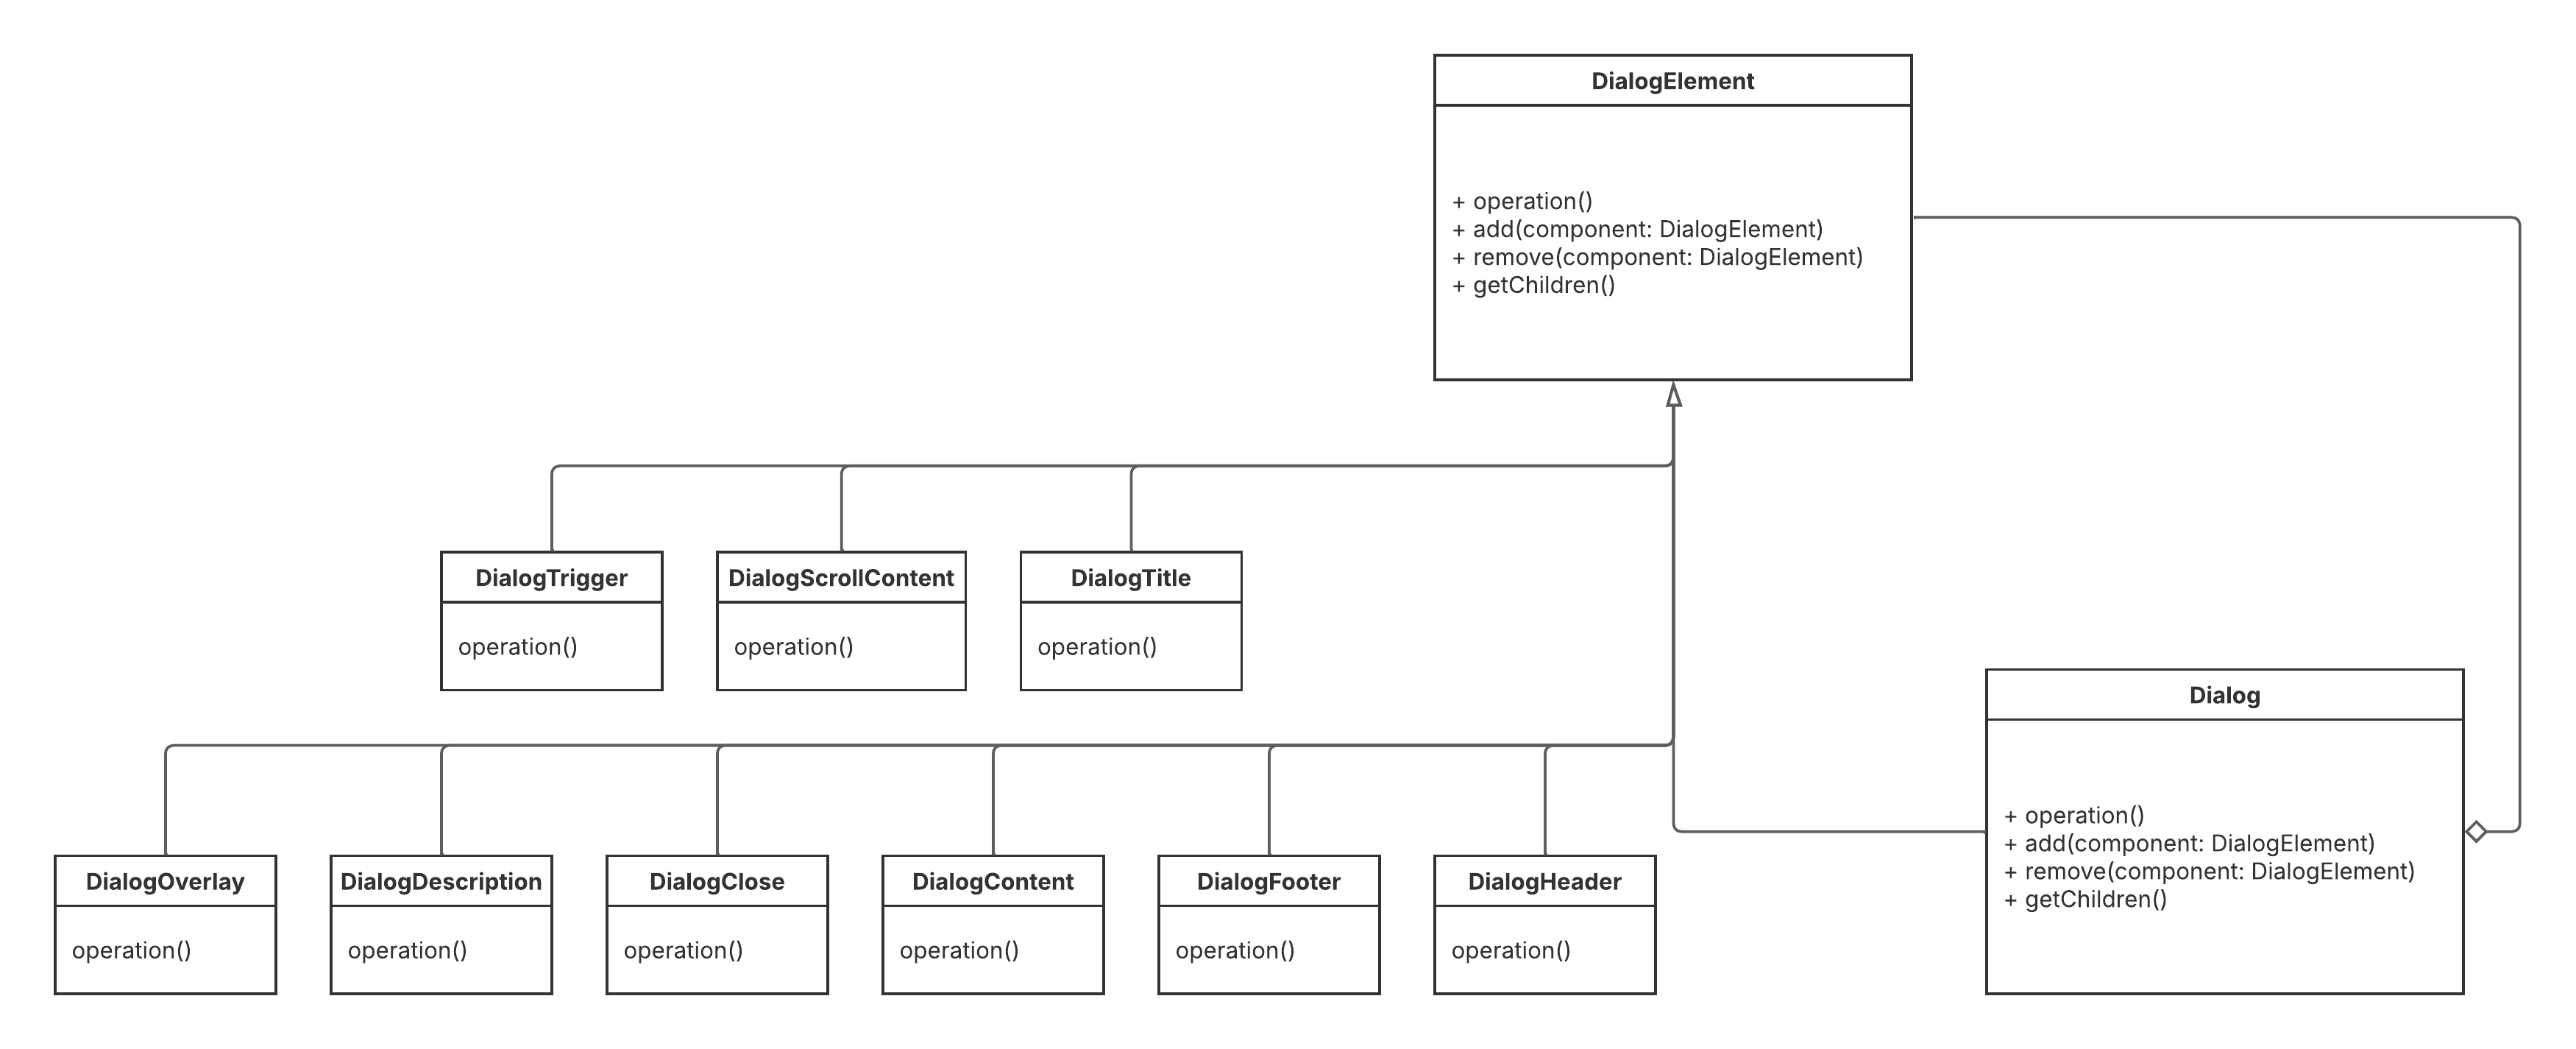 DialogElement
+ operation()
+ add(component: DialogElement)
+ remove(component: DialogElement)
+ getChildren()
DialogTrigger
operation()
DialogScrollContent
operation()
DialogTitle
operation()
Dialog
+ operation()
+ add(component: DialogElement)
+ remove(component: DialogElement)
+ getChildren()
DialogOverlay
operation()
DialogDescription
operation()
DialogClose
operation()
DialogContent
operation()
DialogFooter
operation()
DialogHeader
operation()